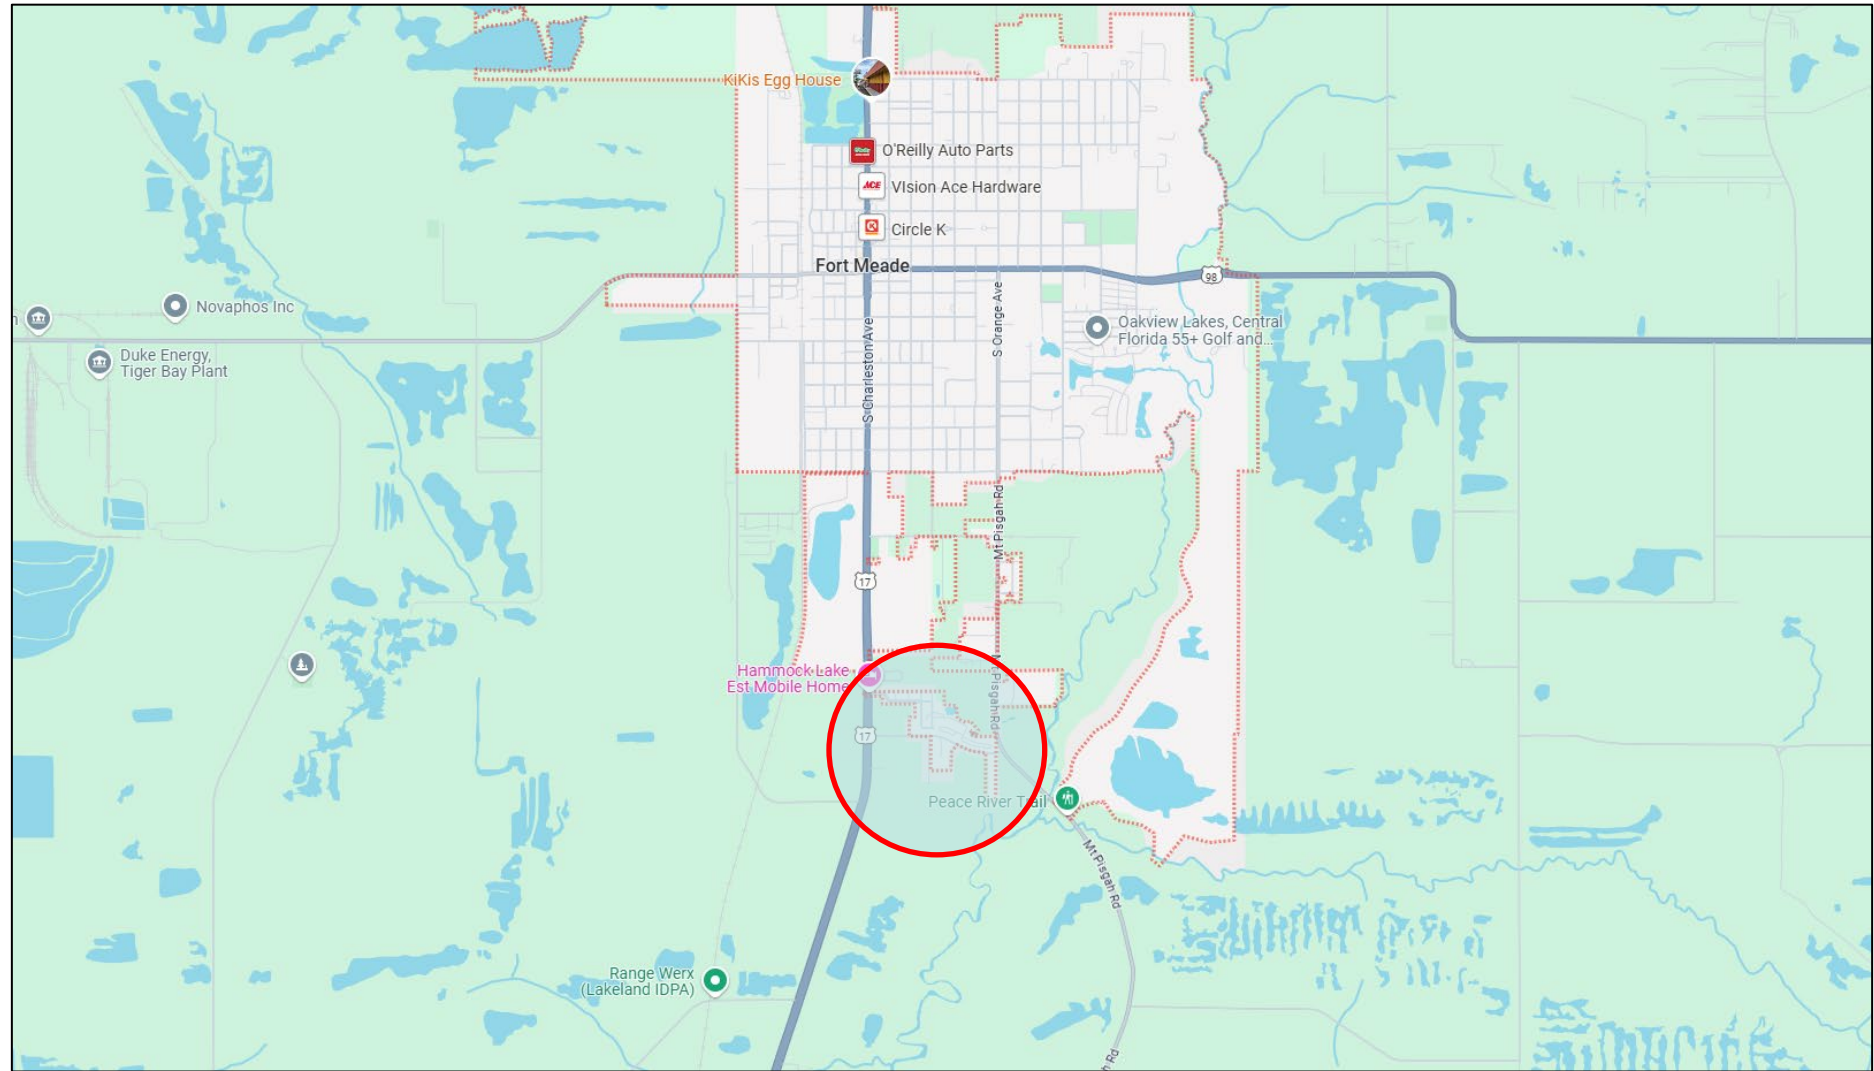 KiKis Egg House
O'Reilly Auto Parts
ACE
VIsion Ace Hardware
Circle K
Fort Meade
98
Novaphos Inc
n
Duke Energy,
Tiger Bay Plant
S Charleston Ave
S Orange Ave
Oakview Lakes, Central
Florida 55+ Golf and...
Mt Pisgah Rd
17
Hammock Lake
Est Mobile Home
Mt Pisgah Rd
17
Peace River Trail
Mt Pisgah Rd
Range Werx
(Lakeland IDPA)
h Rd